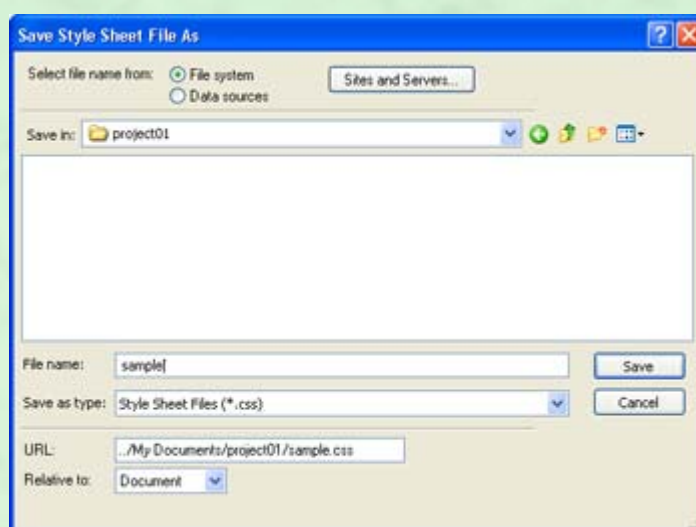 Save Style Sheet File As
Select file name from: File system Sites and Servers...
Data sources
Save in: project01
File name: sample Save
Save as type: Style Sheet Files (*.css) Cancel
URL: ../My Documents/project01/sample.css
Relative to: Document